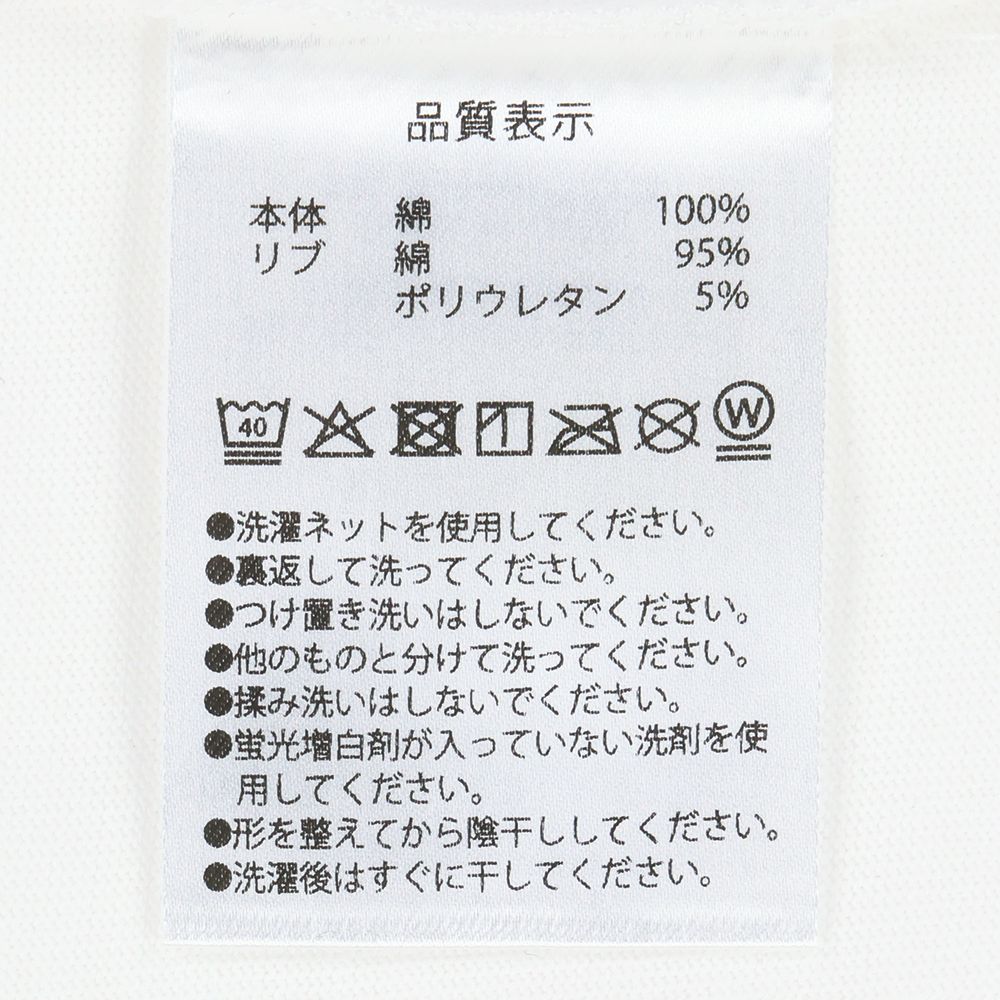 品質表示
本体 綿 100%
リブ 綿 95%
ポリウレタン 5%
40 W
●洗濯ネットを使用してください。
●裏返して洗ってください。
●つけ置き洗いはしないでください。
●他のものと分けて洗ってください。
●揉み洗いはしないでください。
●蛍光増白剤が入っていない洗剤を使
用してください。
●形を整えてから陰干ししてください。
●洗濯後はすぐに干してください。